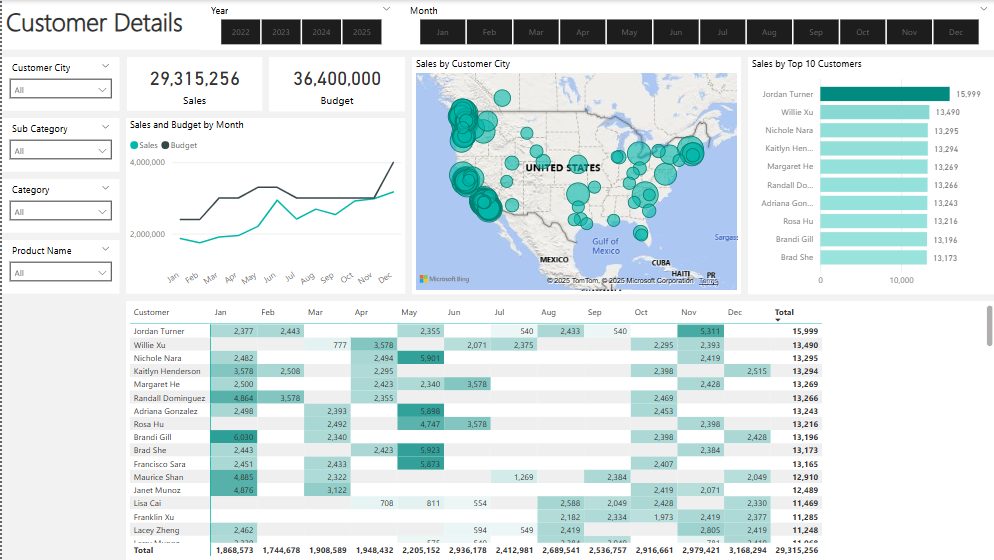 Customer Details
Year
2022 2023 2024 2025
Month
Jan Feb Mar Apr May Jun Jul Aug Sep Oct Nov Dec
Customer City
All
Sub Category
All
Category
All
Product Name
All
29,315,256
Sales
36,400,000
Budget
Sales and Budget by Month
Sales Budget
4,000,000
2,000,000
Jan Feb Mar Apr May Jun Jul Aug Sep Oct Nov Dec
Sales by Customer City
UNITED STATES
Gulf of
Mexico
MEXICO
CUBA
HAITI
PR
Sargass
Microsoft Bing
© 2025 TomTom, © 2025 Microsoft Corporation Terms
Sales by Top 10 Customers
Jordan Turner 15,999
Willie Xu 13,490
Nichole Nara 13,295
Kaitlyn Hen... 13,294
Margaret He 13,269
Randall Do... 13,266
Adriana Gon... 13,243
Rosa Hu 13,216
Brandi Gill 13,196
Brad She 13,173
0 10,000
Customer Jan Feb Mar Apr May Jun Jul Aug Sep Oct Nov Dec Total
Jordan Turner 2,377 2,443 2,355 540 2,433 540 5,311 15,999
Willie Xu 777 3,578 2,071 2,375 2,295 2,393 13,490
Nichole Nara 2,482 2,494 5,901 2,419 13,295
Kaitlyn Henderson 3,578 2,508 2,295 2,398 2,515 13,294
Margaret He 2,500 2,423 2,340 3,578 2,428 13,269
Randall Dominguez 4,864 3,578 2,355 2,469 13,266
Adriana Gonzalez 2,498 2,393 5,898 2,453 13,243
Rosa Hu 2,492 4,747 3,578 2,398 13,216
Brandi Gill 6,030 2,340 2,398 2,428 13,196
Brad She 2,443 2,423 5,923 2,384 13,173
Francisco Sara 2,451 2,433 5,873 2,407 13,165
Maurice Shan 4,885 2,322 1,269 2,384 2,049 12,910
Janet Munoz 4,876 3,122 2,419 2,071 12,489
Lisa Cai 708 811 554 2,588 2,049 2,428 2,330 11,469
Franklin Xu 2,182 2,334 1,973 2,419 2,377 11,285
Lacey Zheng 2,462 594 549 2,419 2,805 2,419 11,248
Total 1,868,573 1,744,678 1,908,589 1,948,432 2,205,152 2,936,178 2,412,981 2,689,541 2,536,757 2,916,661 2,979,421 3,168,294 29,315,256